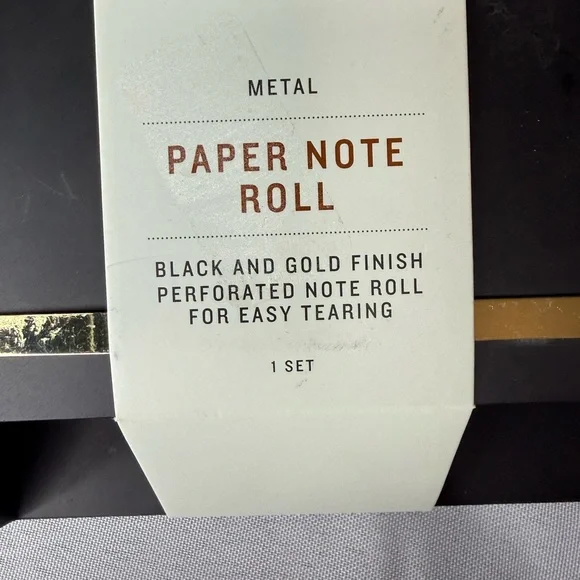 METAL
PAPER NOTE
ROLL
BLACK AND GOLD FINISH
PERFORATED NOTE ROLL
FOR EASY TEARING
1 SET